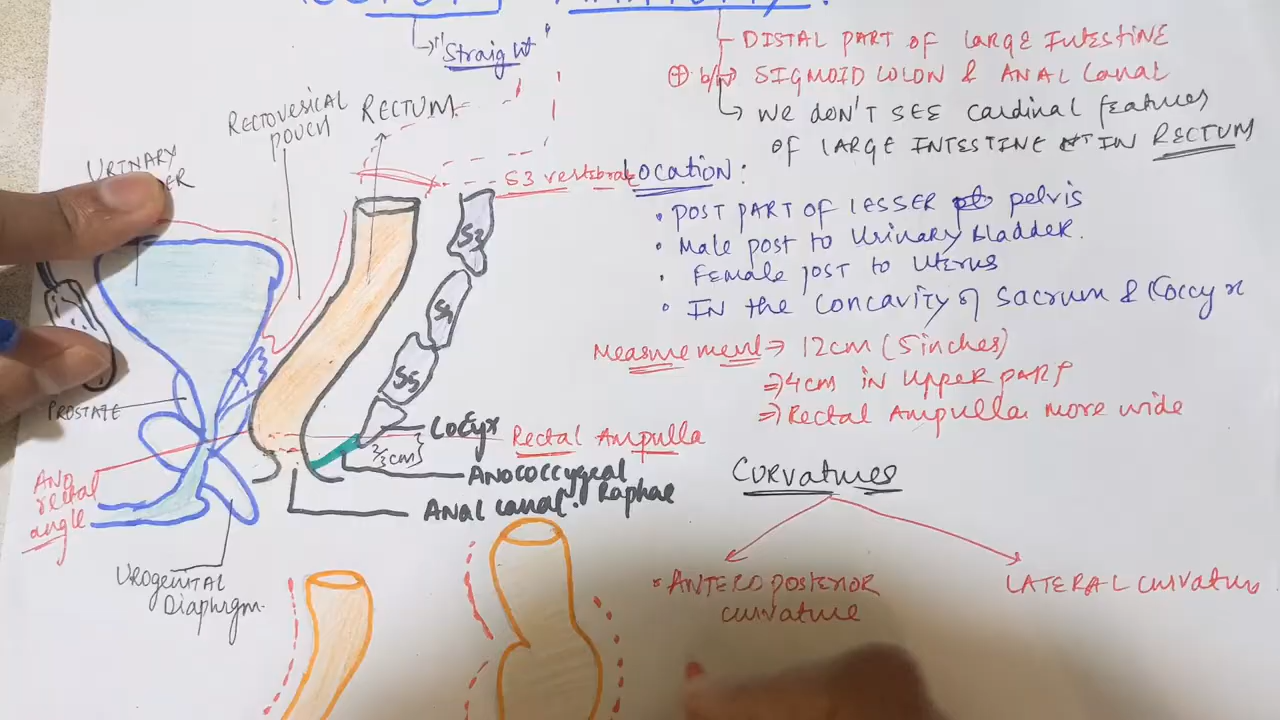 "Straight"
DISTAL PART OF Large Intestine
⊕ b/w SIGMOID COLON & ANAL Canal
We don't see cardinal features
of large Intestine IN RECTUM
RECTOVESICAL
POUCH
RECTUM
URINARY
S3 vertebral
Location:
• Post part of lesser pelvis
• Male post to Urinary bladder.
• Female post to Uterus
• In the concavity of Sacrum & Coccyx
Measurement → 12cm (5 inches)
⇒ 4cm in Upper part
⇒ Rectal Ampulla more wide
S3
S4
S5
PROSTATE
CoCyx
2/3cm
Rectal Ampulla
Anococcygeal
Raphae
Anal canal.
Ano
rectal
angle
Urogenital
Diaphrgm.
Curvatures
• ANTEROPOSTERIOR
curvature
LATERAL curvature